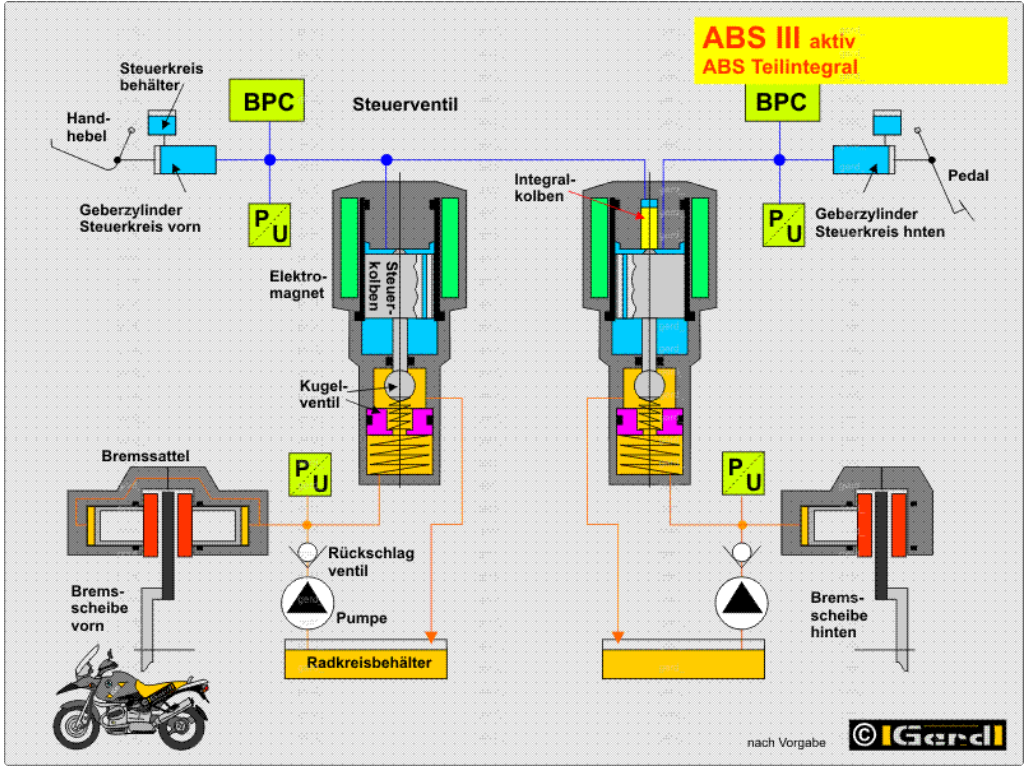 ABS III aktiv
ABS Teilintegral
Steuerkreis
behälter
BPC
Steuerventil
BPC
Hand-
hebel
Integral-
kolben
Pedal
Geberzylinder
Steuerkreis vorn
P
U
P
U
Geberzylinder
Steuerkreis hnten
Elektro-
magnet
Steuer-
kolben
Kugel-
ventil
Bremssattel
P
U
P
U
Rückschlag
ventil
Brems-
scheibe
vorn
Pumpe
Brems-
scheibe
hinten
Radkreisbehälter
nach Vorgabe
© Gerd